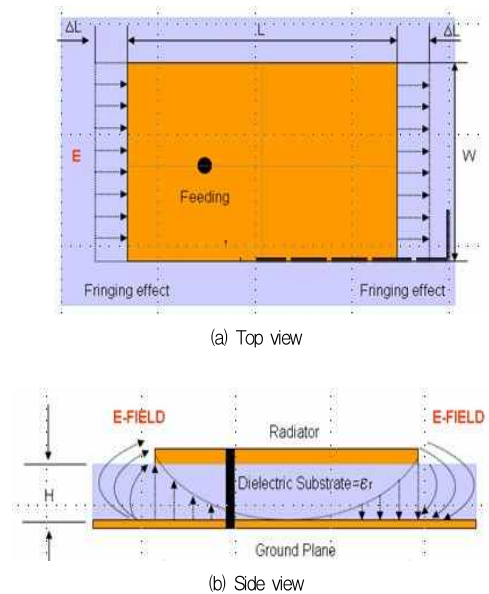 ΔL L ΔL
E
W
Feeding
Fringing effect Fringing effect
(a) Top view
E-FIELD E-FIELD
Radiator
H
Dielectric Substrate=εr
Ground Plane
(b) Side view